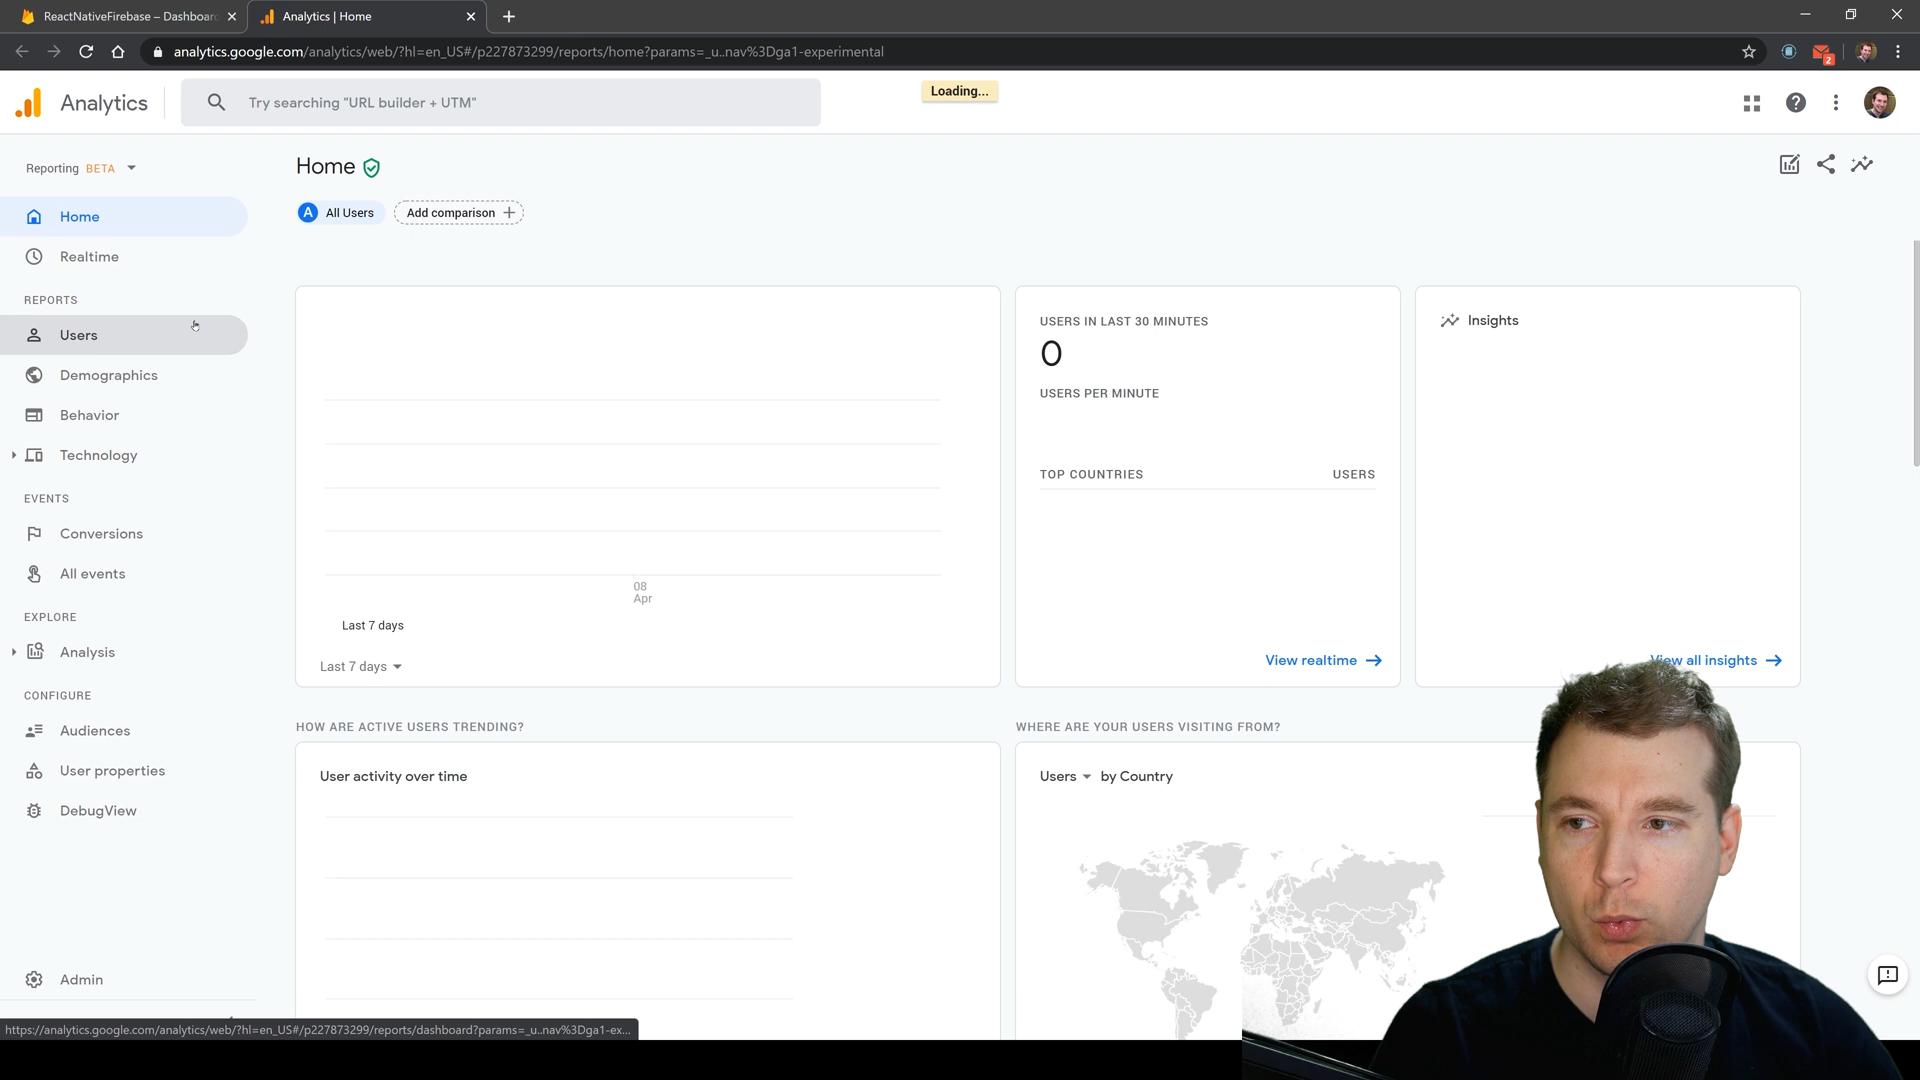 ReactNativeFirebase – Dashboar
Analytics | Home
analytics.google.com/analytics/web/?hl=en_US#/p227873299/reports/home?params=_u..nav%3Dga1-experimental
2
Analytics
Try searching "URL builder + UTM"
Loading...
Reporting BETA
Home
Realtime
REPORTS
Users
Demographics
Behavior
Technology
EVENTS
Conversions
All events
EXPLORE
Analysis
CONFIGURE
Audiences
User properties
DebugView
Admin
Home
A All Users
Add comparison
08
Apr
Last 7 days
Last 7 days
USERS IN LAST 30 MINUTES
0
USERS PER MINUTE
TOP COUNTRIES USERS
View realtime
Insights
View all insights
HOW ARE ACTIVE USERS TRENDING?
User activity over time
WHERE ARE YOUR USERS VISITING FROM?
Users by Country
https://analytics.google.com/analytics/web/?hl=en_US#/p227873299/reports/dashboard?params=_u..nav%3Dga1-ex...